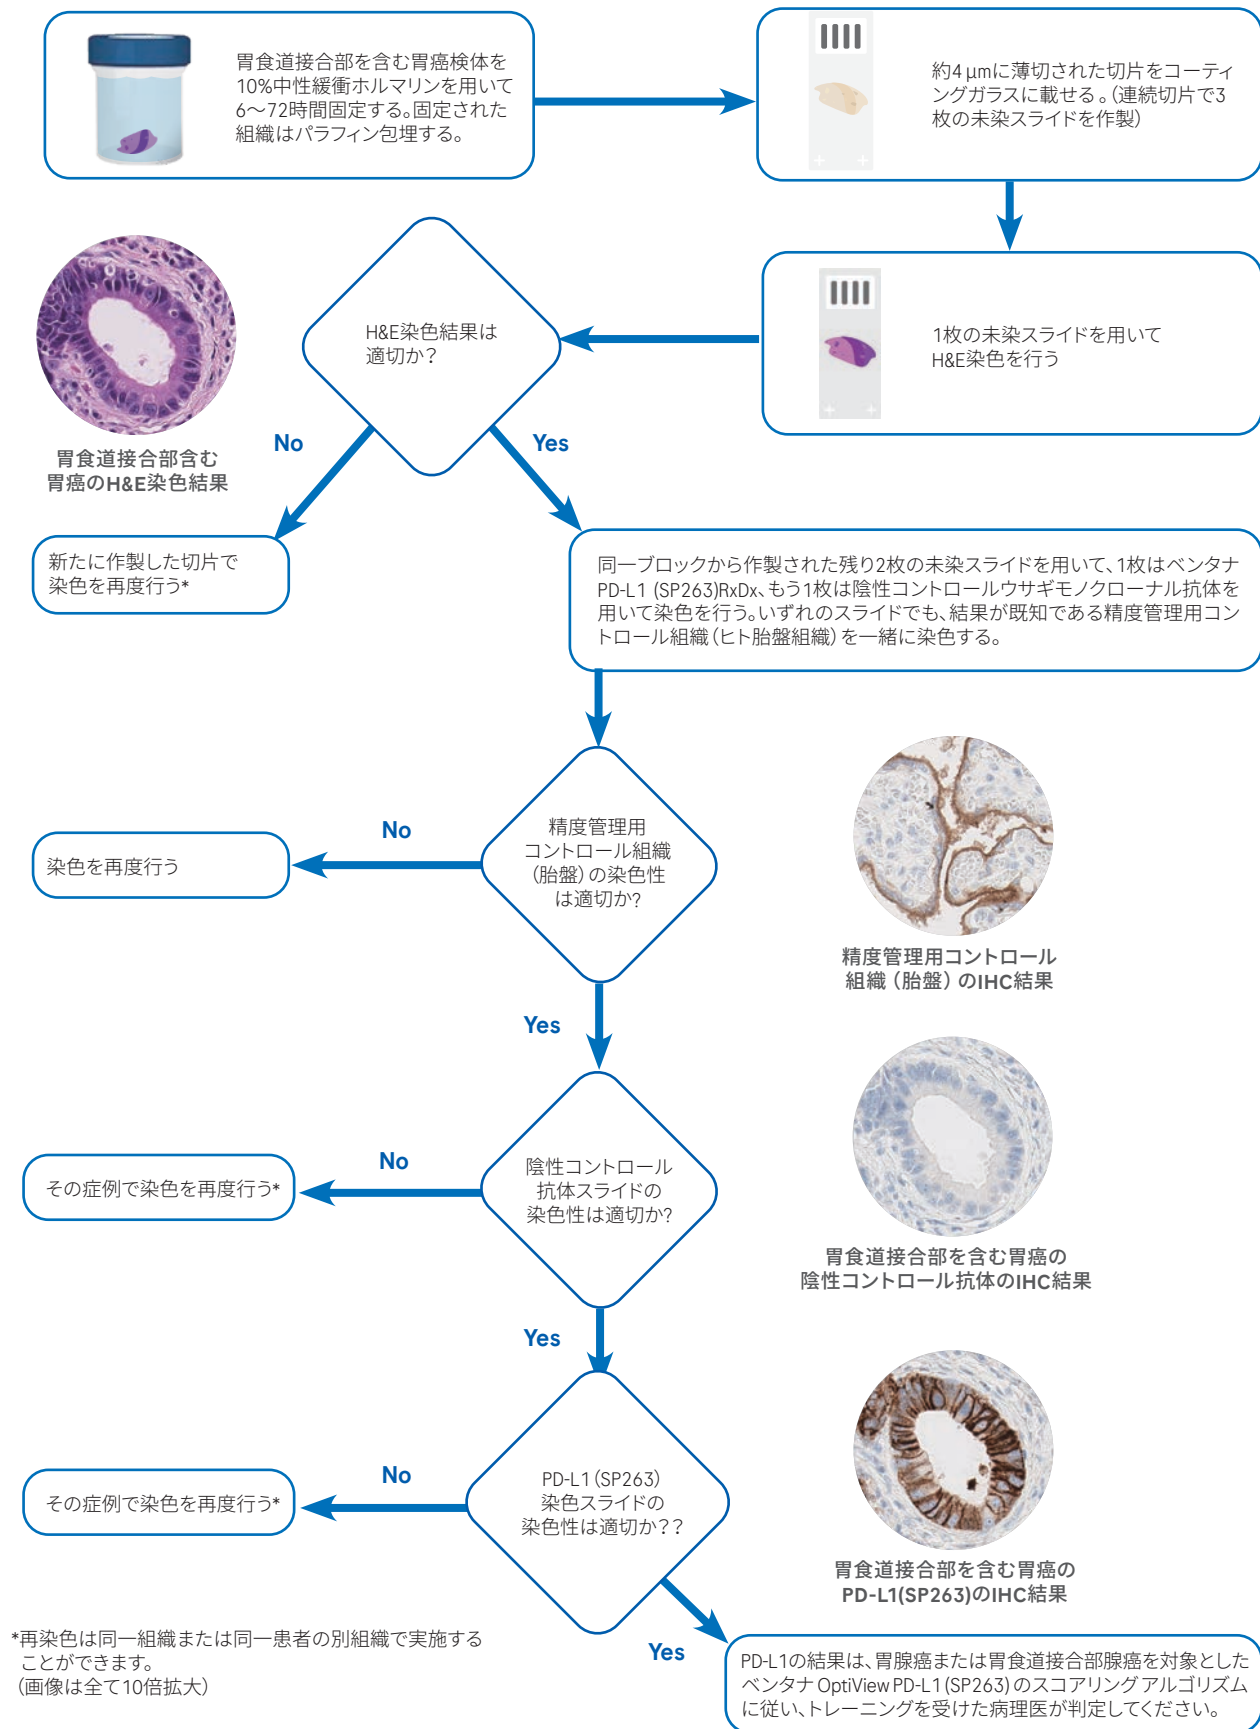 胃食道接合部を含む胃癌検体を
10%中性緩衝ホルマリンを用いて
6〜72時間固定する。固定された
組織はパラフィン包埋する。
約4 μmに薄切された切片をコーティ
ングガラスに載せる。(連続切片で3
枚の未染スライドを作製)
1枚の未染スライドを用いて
H&E染色を行う
H&E染色結果は
適切か?
胃食道接合部含む
胃癌のH&E染色結果
No
Yes
新たに作製した切片で
染色を再度行う*
同一ブロックから作製された残り2枚の未染スライドを用いて、1枚はベンタナ
PD-L1 (SP263)RxDx、もう1枚は陰性コントロールウサギモノクローナル抗体を
用いて染色を行う。いずれのスライドでも、結果が既知である精度管理用コント
ロール組織(ヒト胎盤組織)を一緒に染色する。
精度管理用
コントロール組織
(胎盤)の染色性
は適切か?
No
染色を再度行う
精度管理用コントロール
組織(胎盤)のIHC結果
Yes
陰性コントロール
抗体スライドの
染色性は適切か?
No
その症例で染色を再度行う*
胃食道接合部を含む胃癌の
陰性コントロール抗体のIHC結果
Yes
PD-L1(SP263)
染色スライドの
染色性は適切か??
No
その症例で染色を再度行う*
胃食道接合部を含む胃癌の
PD-L1(SP263)のIHC結果
Yes
PD-L1の結果は、胃腺癌または胃食道接合部腺癌を対象とした
ベンタナ OptiView PD-L1(SP263)のスコアリングアルゴリズム
に従い、トレーニングを受けた病理医が判定してください。
*再染色は同一組織または同一患者の別組織で実施する
ことができます。
(画像は全て10倍拡大)